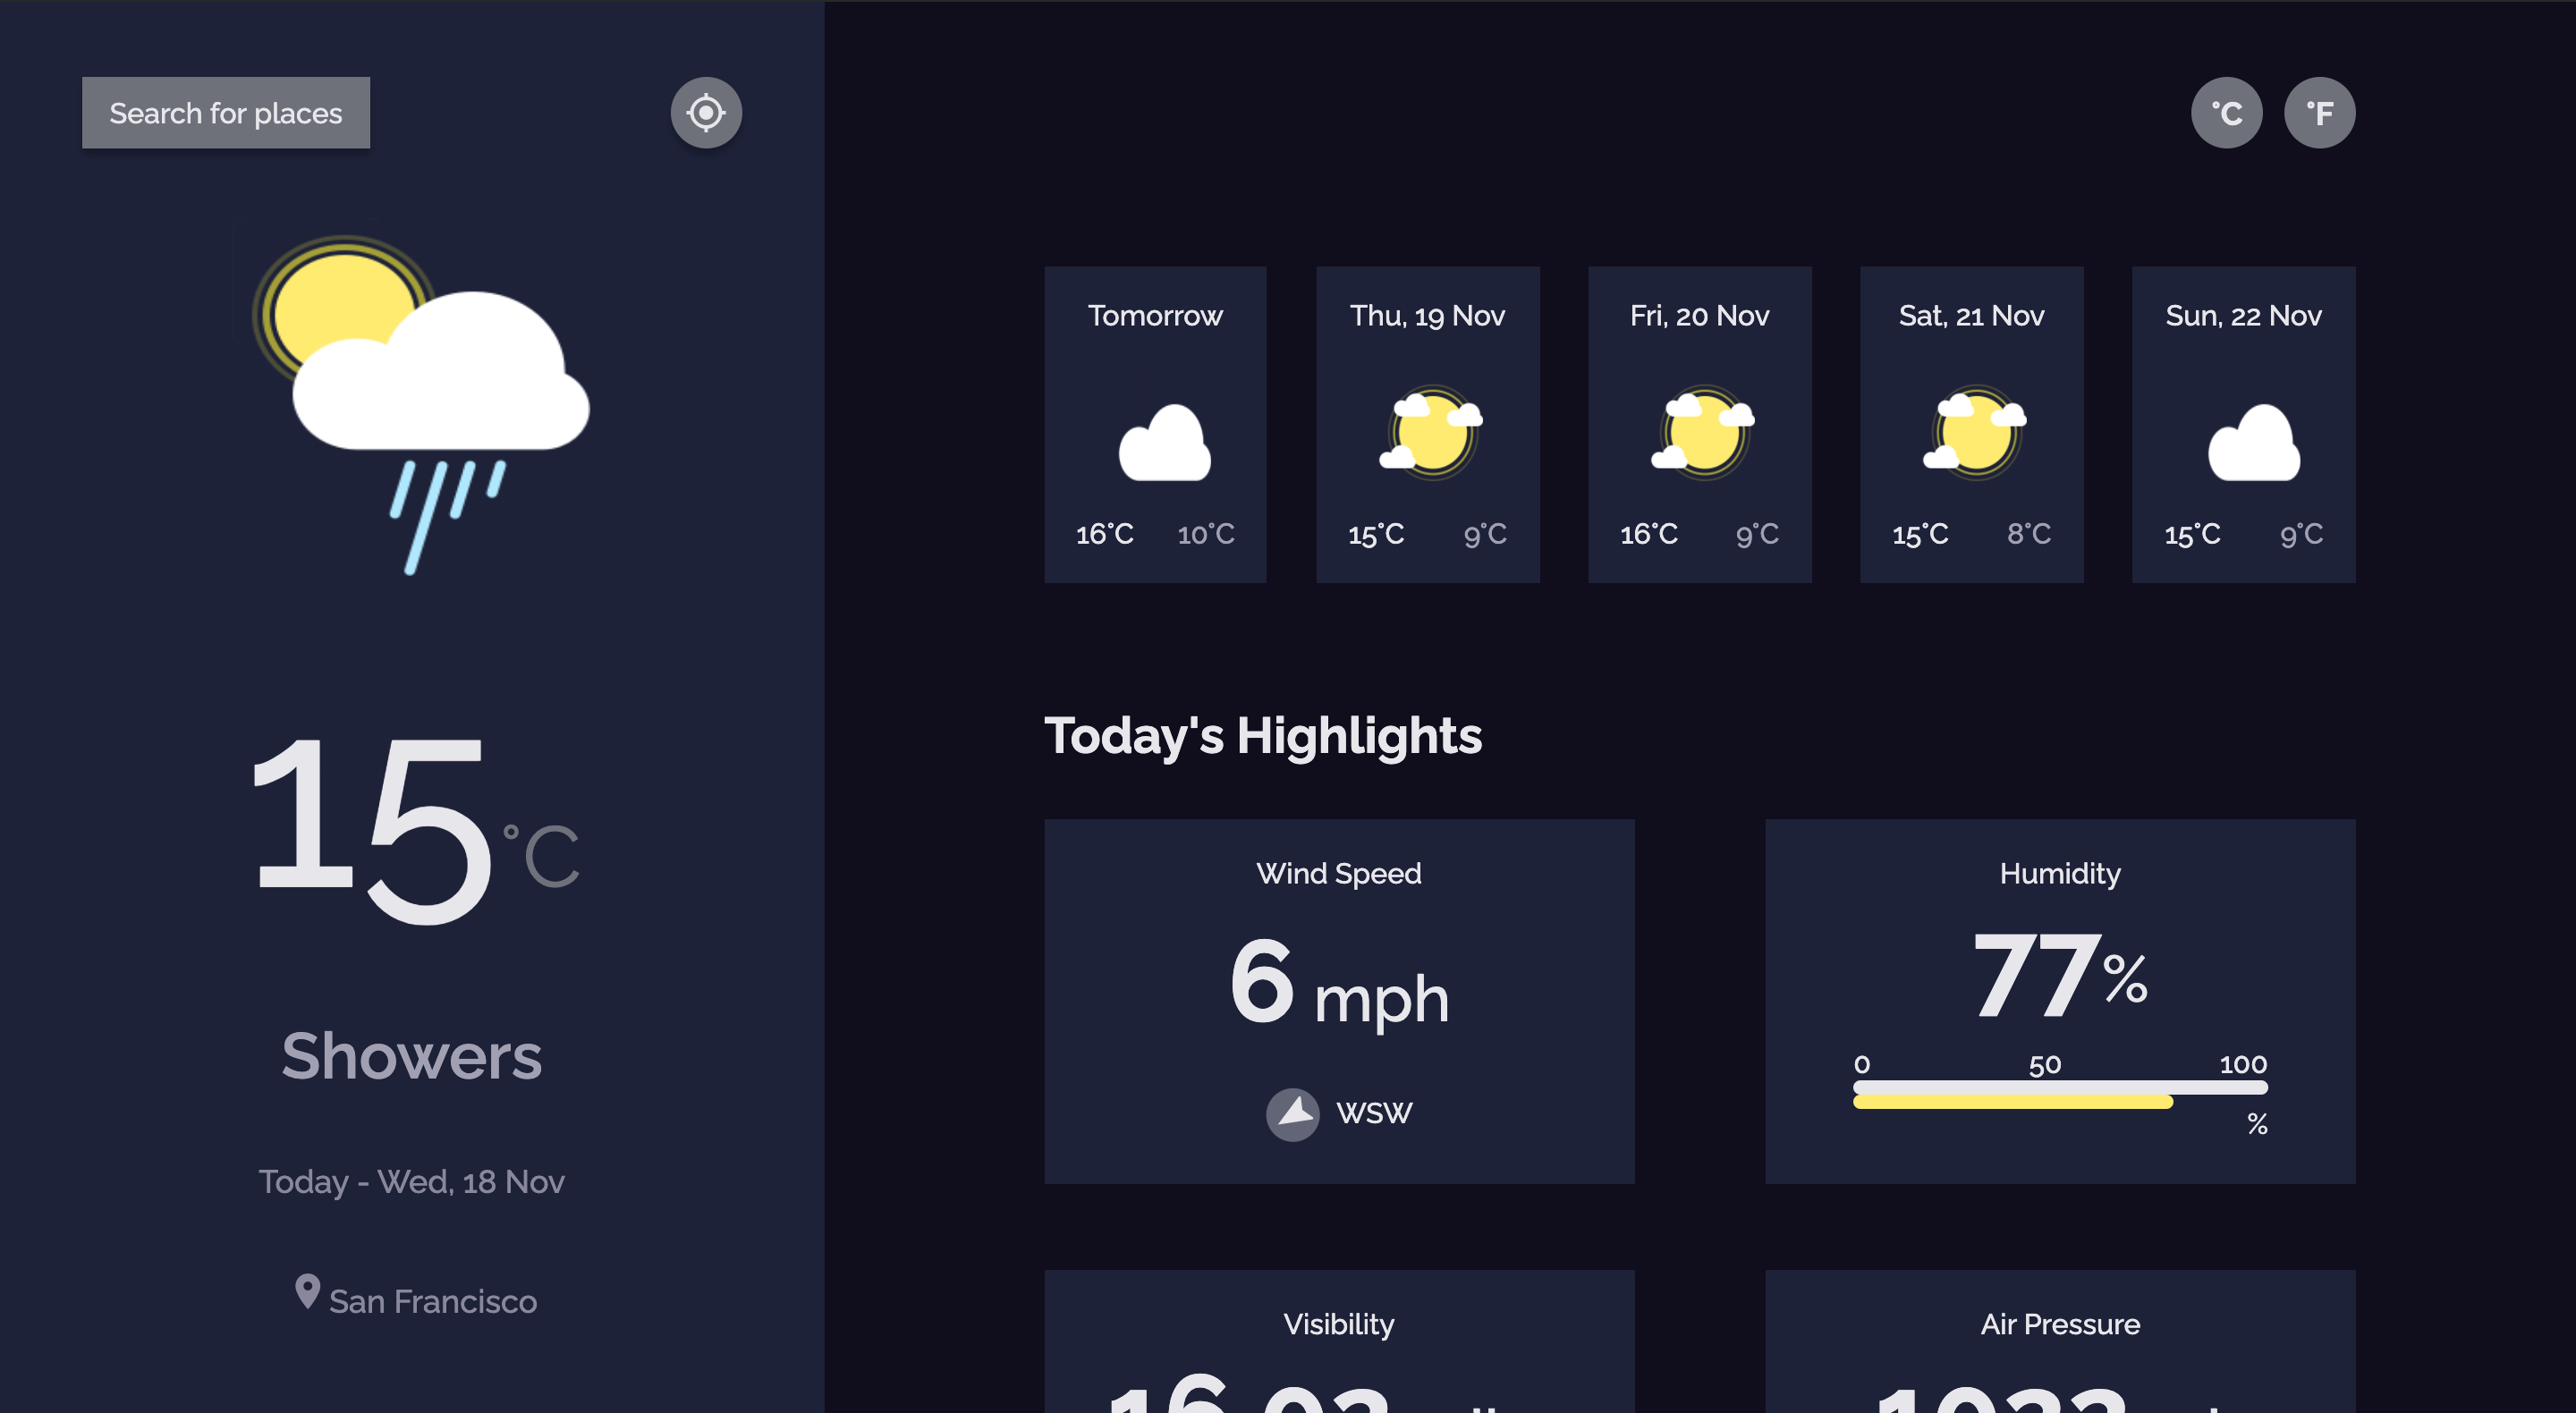 Search for places
15°C
Showers
Today - Wed, 18 Nov
San Francisco
°C °F
Tomorrow
16°C 10°C
Thu, 19 Nov
15°C 9°C
Fri, 20 Nov
16°C 9°C
Sat, 21 Nov
15°C 8°C
Sun, 22 Nov
15°C 9°C
Today's Highlights
Wind Speed
6 mph
WSW
Humidity
77%
0 50 100
%
Visibility
Air Pressure